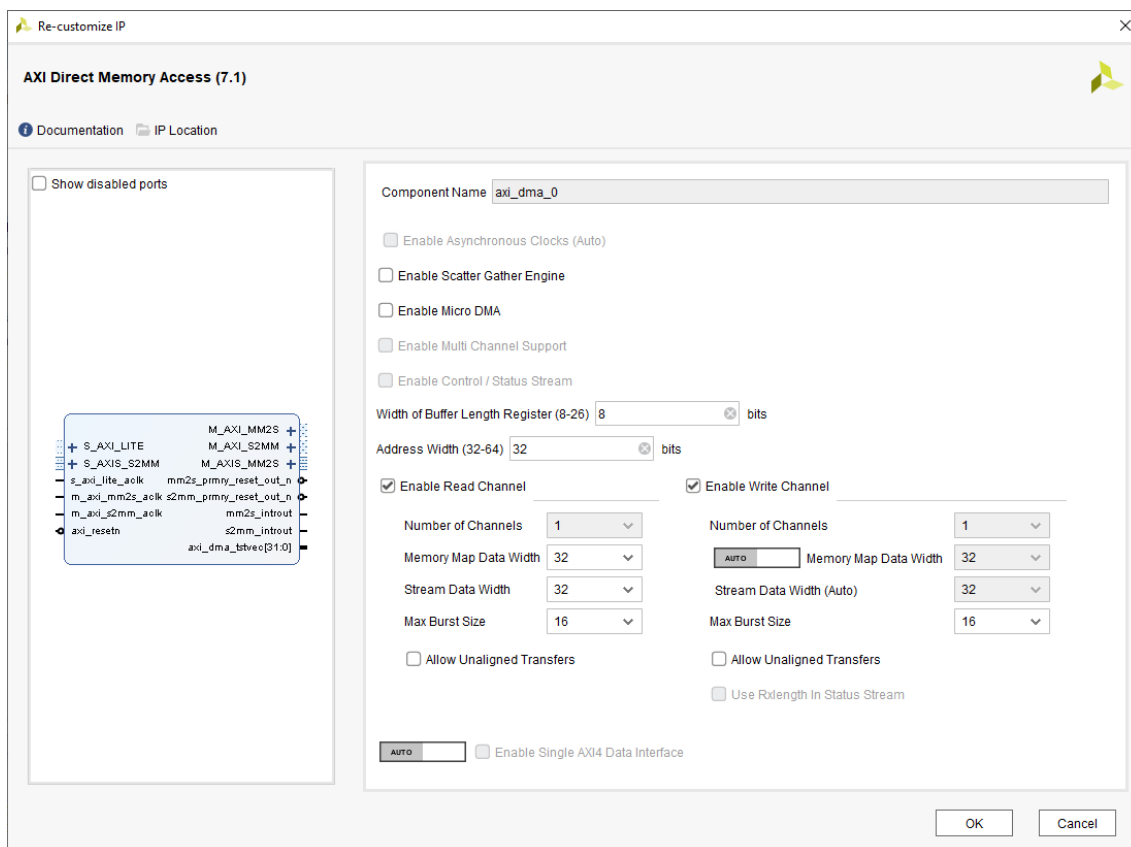 Re-customize IP
AXI Direct Memory Access (7.1)
Documentation IP Location
Show disabled ports
M_AXI_MM2S
S_AXI_LITE M_AXI_S2MM
S_AXIS_S2MM M_AXIS_MM2S
s_axi_lite_aclk mm2s_prmry_reset_out_n
m_axi_mm2s_aclk s2mm_prmry_reset_out_n
m_axi_s2mm_aclk mm2s_introut
axi_resetn s2mm_introut
axi_dma_tstvec[31:0]
Component Name axi_dma_0
Enable Asynchronous Clocks (Auto)
Enable Scatter Gather Engine
Enable Micro DMA
Enable Multi Channel Support
Enable Control / Status Stream
Width of Buffer Length Register (8-26) 8 bits
Address Width (32-64) 32 bits
Enable Read Channel Enable Write Channel
Number of Channels 1 Number of Channels 1
Memory Map Data Width 32 AUTO Memory Map Data Width 32
Stream Data Width 32 Stream Data Width (Auto) 32
Max Burst Size 16 Max Burst Size 16
Allow Unaligned Transfers Allow Unaligned Transfers
Use Rxlength In Status Stream
AUTO Enable Single AXI4 Data Interface
OK Cancel